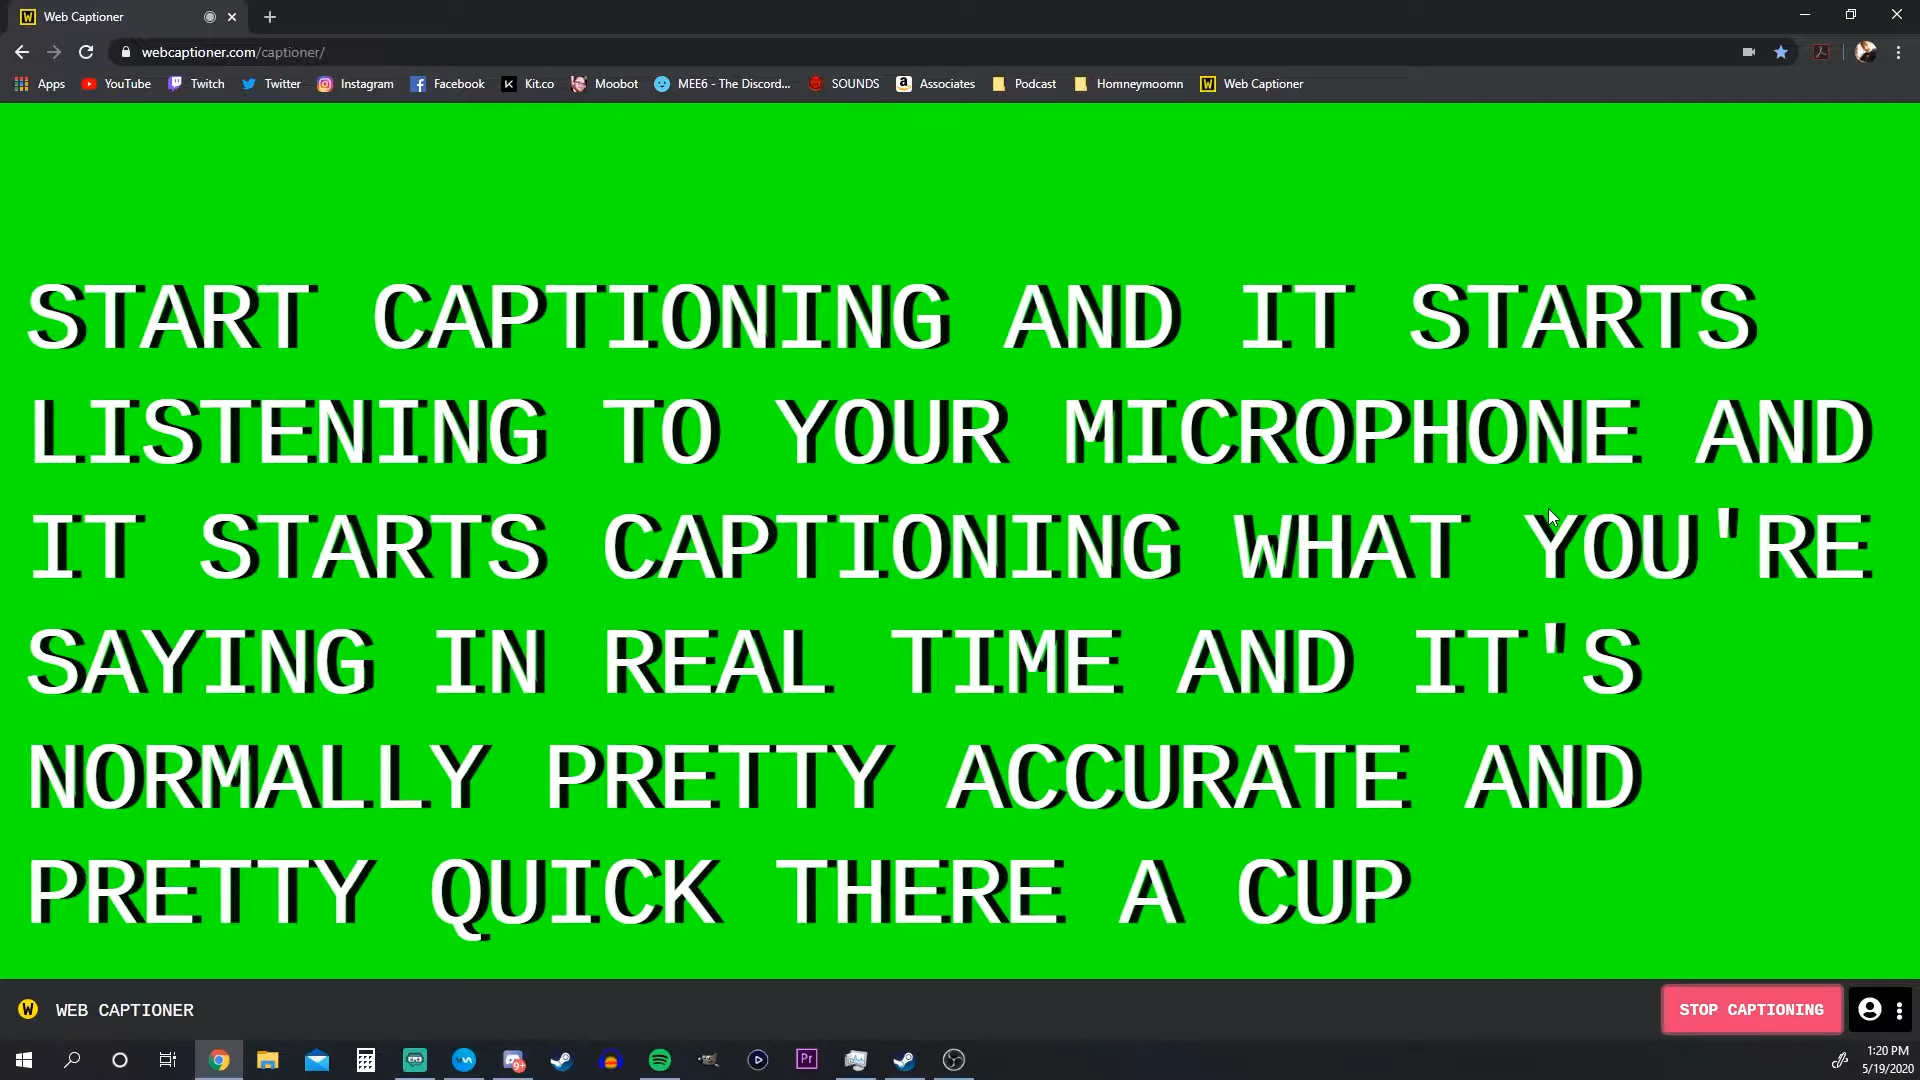 Web Captioner
webcaptioner.com/captioner/
Apps YouTube Twitch Twitter Instagram Facebook Kit.co Moobot MEE6 - The Discord... SOUNDS Associates Podcast Homneymoomn Web Captioner
START CAPTIONING AND IT STARTS
LISTENING TO YOUR MICROPHONE AND
IT STARTS CAPTIONING WHAT YOU'RE
SAYING IN REAL TIME AND IT'S
NORMALLY PRETTY ACCURATE AND
PRETTY QUICK THERE A CUP
W WEB CAPTIONER STOP CAPTIONING
Pr
1:20 PM
5/19/2020